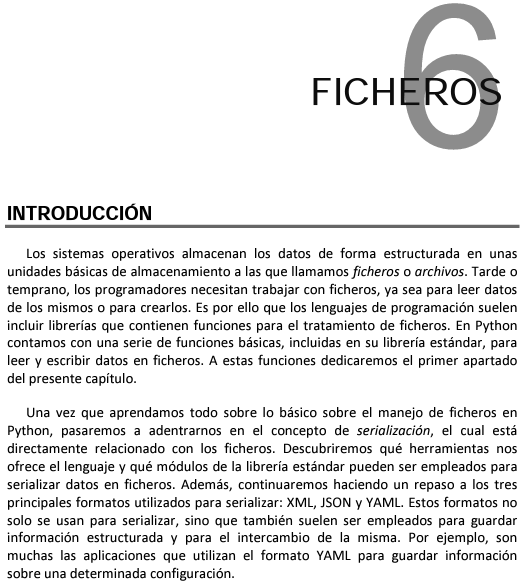 6
FICHEROS
INTRODUCCIÓN
Los sistemas operativos almacenan los datos de forma estructurada en unas
unidades básicas de almacenamiento a las que llamamos ficheros o archivos. Tarde o
temprano, los programadores necesitan trabajar con ficheros, ya sea para leer datos
de los mismos o para crearlos. Es por ello que los lenguajes de programación suelen
incluir librerías que contienen funciones para el tratamiento de ficheros. En Python
contamos con una serie de funciones básicas, incluidas en su librería estándar, para
leer y escribir datos en ficheros. A estas funciones dedicaremos el primer apartado
del presente capítulo.
Una vez que aprendamos todo sobre lo básico sobre el manejo de ficheros en
Python, pasaremos a adentrarnos en el concepto de serialización, el cual está
directamente relacionado con los ficheros. Descubriremos qué herramientas nos
ofrece el lenguaje y qué módulos de la librería estándar pueden ser empleados para
serializar datos en ficheros. Además, continuaremos haciendo un repaso a los tres
principales formatos utilizados para serializar: XML, JSON y YAML. Estos formatos no
solo se usan para serializar, sino que también suelen ser empleados para guardar
información estructurada y para el intercambio de la misma. Por ejemplo, son
muchas las aplicaciones que utilizan el formato YAML para guardar información
sobre una determinada configuración.